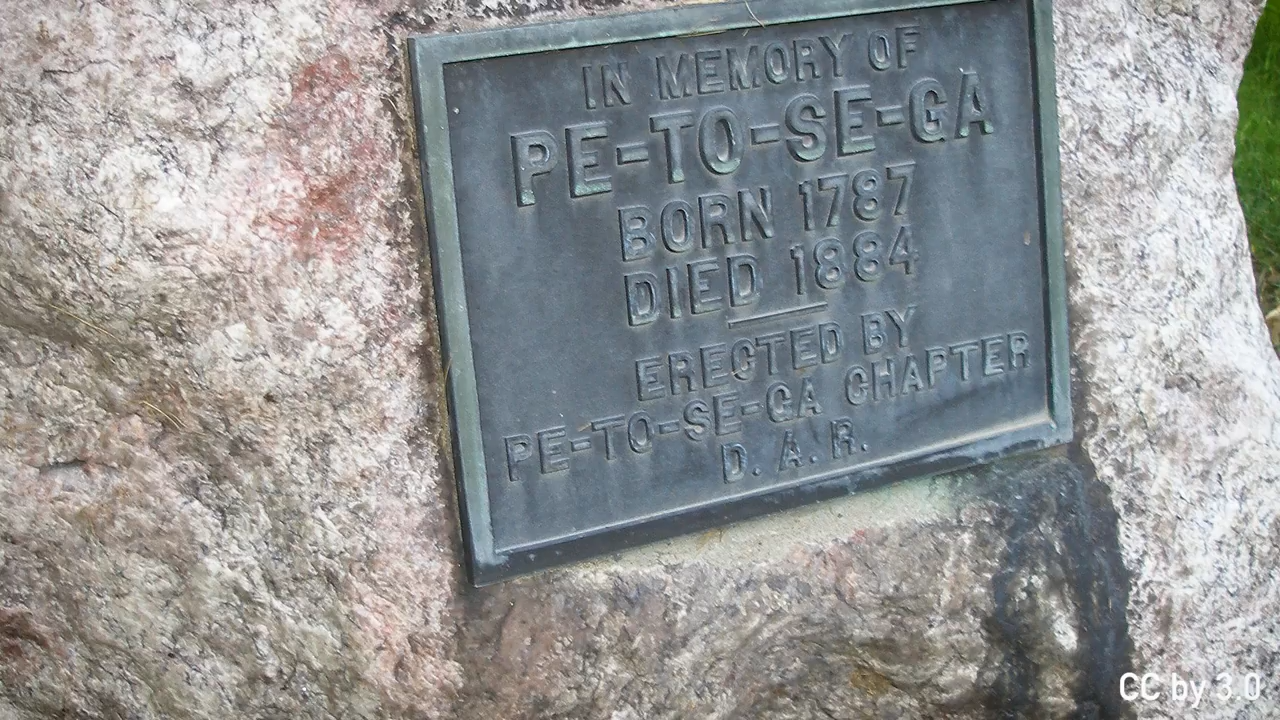 IN MEMORY OF
PE-TO-SE-GA
BORN 1787
DIED 1884
ERECTED BY
PE-TO-SE-GA CHAPTER
D. A. R.
CC by 3.0